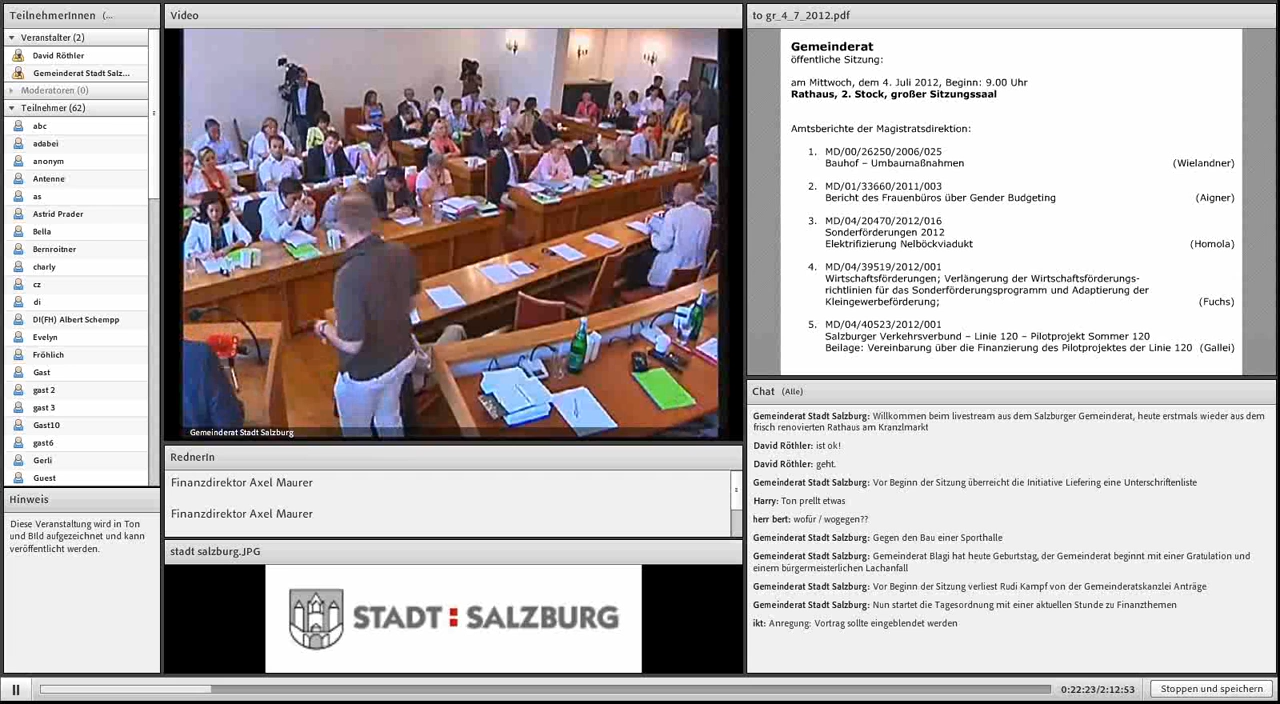 TeilnehmerInnen (...
Veranstalter (2)
David Röthler
Gemeinderat Stadt Salz...
Moderatoren (0)
Teilnehmer (62)
abc
adabei
anonym
Antenne
as
Astrid Prader
Bella
Bernroitner
charly
cz
di
DI(FH) Albert Schempp
Evelyn
Fröhlich
Gast
gast 2
gast 3
Gast10
gast6
Gerli
Guest
Hinweis
Diese Veranstaltung wird in Ton
und BIld aufgezeichnet und kann
veröffentlicht werden.
Video
Gemeinderat Stadt Salzburg
RednerIn
Finanzdirektor Axel Maurer
Finanzdirektor Axel Maurer
stadt salzburg.JPG
STADT:SALZBURG
to gr_4_7_2012.pdf
Gemeinderat
öffentliche Sitzung:
am Mittwoch, dem 4. Juli 2012, Beginn: 9.00 Uhr
Rathaus, 2. Stock, großer Sitzungssaal
Amtsberichte der Magistratsdirektion:
1. MD/00/26250/2006/025
Bauhof – Umbaumaßnahmen (Wielandner)
2. MD/01/33660/2011/003
Bericht des Frauenbüros über Gender Budgeting (Aigner)
3. MD/04/20470/2012/016
Sonderförderungen 2012
Elektrifizierung Nelböckviadukt (Homola)
4. MD/04/39519/2012/001
Wirtschaftsförderungen; Verlängerung der Wirtschaftsförderungs-
richtlinien für das Sonderförderungsprogramm und Adaptierung der
Kleingewerbeförderung; (Fuchs)
5. MD/04/40523/2012/001
Salzburger Verkehrsverbund – Linie 120 – Pilotprojekt Sommer 120
Beilage: Vereinbarung über die Finanzierung des Pilotprojektes der Linie 120 (Gallei)
Chat (Alle)
Gemeinderat Stadt Salzburg: Willkommen beim livestream aus dem Salzburger Gemeinderat, heute erstmals wieder aus dem
frisch renovierten Rathaus am Kranzlmarkt
David Röthler: ist ok!
David Röthler: geht.
Gemeinderat Stadt Salzburg: Vor Beginn der Sitzung überreicht die Initiative Liefering eine Unterschriftenliste
Harry: Ton prellt etwas
herr bert: wofür / wogegen??
Gemeinderat Stadt Salzburg: Gegen den Bau einer Sporthalle
Gemeinderat Stadt Salzburg: Gemeinderat Blagi hat heute Geburtstag, der Gemeinderat beginnt mit einer Gratulation und
einem bürgermeisterlichen Lachanfall
Gemeinderat Stadt Salzburg: Vor Beginn der Sitzung verliest Rudi Kampf von der Gemeinderatskanzlei Anträge
Gemeinderat Stadt Salzburg: Nun startet die Tagesordnung mit einer aktuellen Stunde zu Finanzthemen
ikt: Anregung: Vortrag sollte eingeblendet werden
0:22:23/2:12:53
Stoppen und speichern